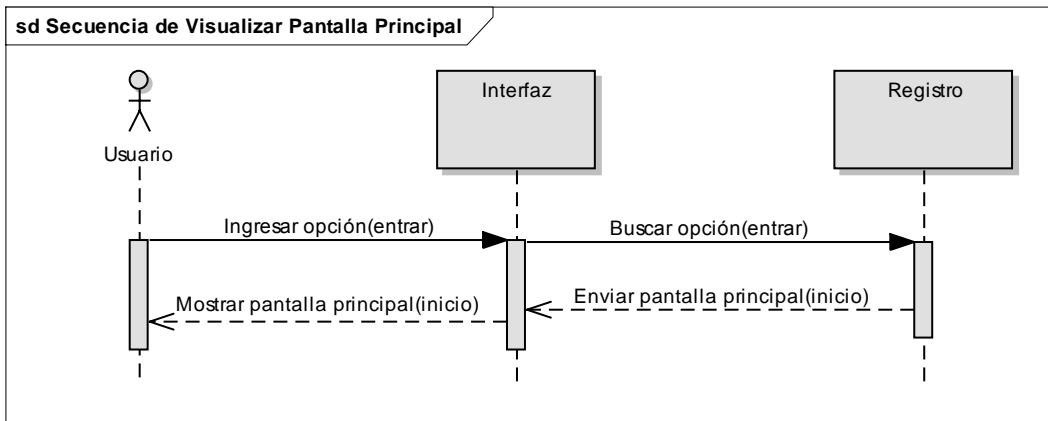 sd Secuencia de Visualizar Pantalla Principal
Interfaz
Registro
Usuario
Ingresar opción(entrar)
Buscar opción(entrar)
Enviar pantalla principal(inicio)
Mostrar pantalla principal(inicio)